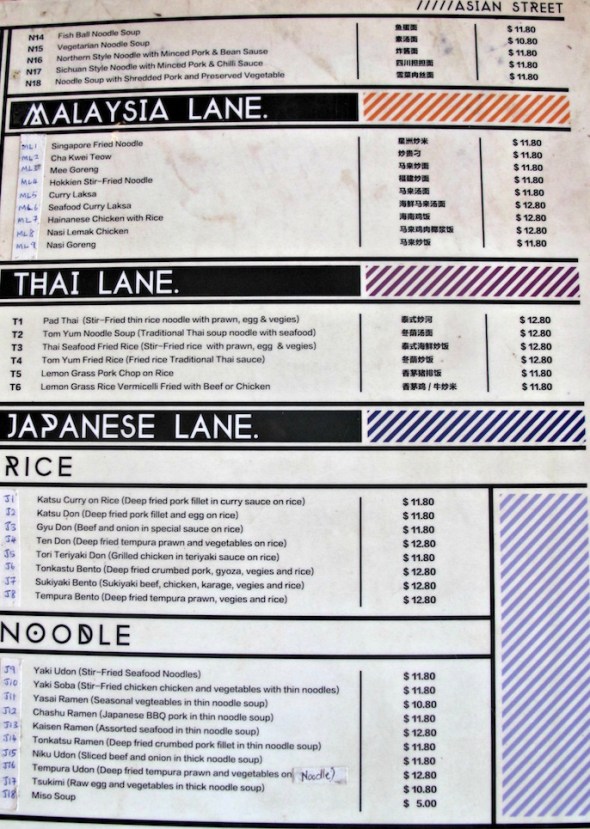 /////ASIAN STREET
N14 Fish Ball Noodle Soup 鱼蛋面 $ 11.80
N15 Vegetarian Noodle Soup 素汤面 $ 10.80
N16 Northern Style Noodle with Minced Pork & Bean Sause 炸酱面 $ 11.80
N17 Sichuan Style Noodle with Minced Pork & Chilli Sauce 四川担担面 $ 11.80
N18 Noodle Soup with Shredded Pork and Preserved Vegetable 雪菜肉丝面 $ 11.80
MALAYSIA LANE.
ML1 Singapore Fried Noodle 星洲炒米 $ 11.80
ML2 Cha Kwei Teow 炒贵刁 $ 11.80
ML3 Mee Goreng 马来炒面 $ 11.80
ML4 Hokkien Stir-Fried Noodle 福建炒面 $ 11.80
ML5 Curry Laksa 马来汤面 $ 11.80
ML6 Seafood Curry Laksa 海鲜马来汤面 $ 12.80
ML7 Hainanese Chicken with Rice 海南鸡饭 $ 12.80
ML8 Nasi Lemak Chicken 马来鸡肉椰浆饭 $ 12.80
ML9 Nasi Goreng 马来炒饭 $ 11.80
THAI LANE.
T1 Pad Thai (Stir-Fried thin rice noodle with prawn, egg & vegies) 泰式炒河 $ 12.80
T2 Tom Yum Noodle Soup (Traditional Thai soup noodle with seafood) 冬荫汤面 $ 12.80
T3 Thai Seafood Fried Rice (Stir-Fried rice with prawn, egg & vegies) 泰式海鲜炒饭 $ 12.80
T4 Tom Yum Fried Rice (Fried rice Traditional Thai sauce) 冬荫炒饭 $ 12.80
T5 Lemon Grass Pork Chop on Rice 香茅猪排饭 $ 11.80
T6 Lemon Grass Rice Vermicelli Fried with Beef or Chicken 香茅鸡 / 牛炒米 $ 11.80
JAPANESE LANE.
RICE
J1 Katsu Curry on Rice (Deep fried pork fillet in curry sauce on rice) $ 11.80
J2 Katsu Don (Deep fried pork fillet and egg on rice) $ 11.80
J3 Gyu Don (Beef and onion in special sauce on rice) $ 11.80
J4 Ten Don (Deep fried tempura prawn and vegetables on rice) $ 12.80
J5 Tori Teriyaki Don (Grilled chicken in teriyaki sauce on rice) $ 11.80
J6 Tonkastu Bento (Deep fried crumbed pork, gyoza, vegies and rice) $ 12.80
J7 Sukiyaki Bento (Sukiyaki beef, chicken, karage, vegies and rice) $ 12.80
J8 Tempura Bento (Deep fried tempura prawn, vegies and rice) $ 12.80
NOODLE
J9 Yaki Udon (Stir-Fried Seafood Noodles) $ 11.80
J10 Yaki Soba (Stir-Fried chicken chicken and vegetables with thin noodles) $ 11.80
J11 Yasai Ramen (Seasonal vegteables in thin noodle soup) $ 10.80
J12 Chashu Ramen (Japanese BBQ pork in thin noodle soup) $ 11.80
J13 Kaisen Ramen (Assorted seafood in thin noodle soup) $ 12.80
J14 Tonkatsu Ramen (Deep fried crumbed pork fillet in thin noodle soup) $ 11.80
J15 Niku Udon (Sliced beef and onion in thick noodle soup) $ 11.80
J16 Tempura Udon (Deep fried tempura prawn and vegetables on Noodle) $ 12.80
J17 Tsukimi (Raw egg and vegetables in thick noodle soup) $ 10.80
J18 Miso Soup $ 5.00